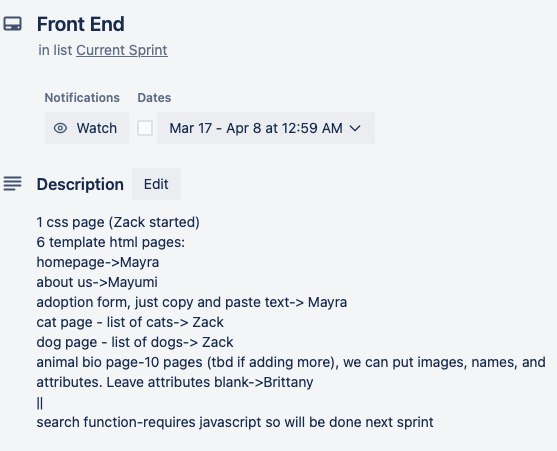 Front End
in list Current Sprint
Notifications Dates
Watch Mar 17 - Apr 8 at 12:59 AM
Description Edit
1 css page (Zack started)
6 template html pages:
homepage->Mayra
about us->Mayumi
adoption form, just copy and paste text-> Mayra
cat page - list of cats-> Zack
dog page - list of dogs-> Zack
animal bio page-10 pages (tbd if adding more), we can put images, names, and
attributes. Leave attributes blank->Brittany
||
search function-requires javascript so will be done next sprint